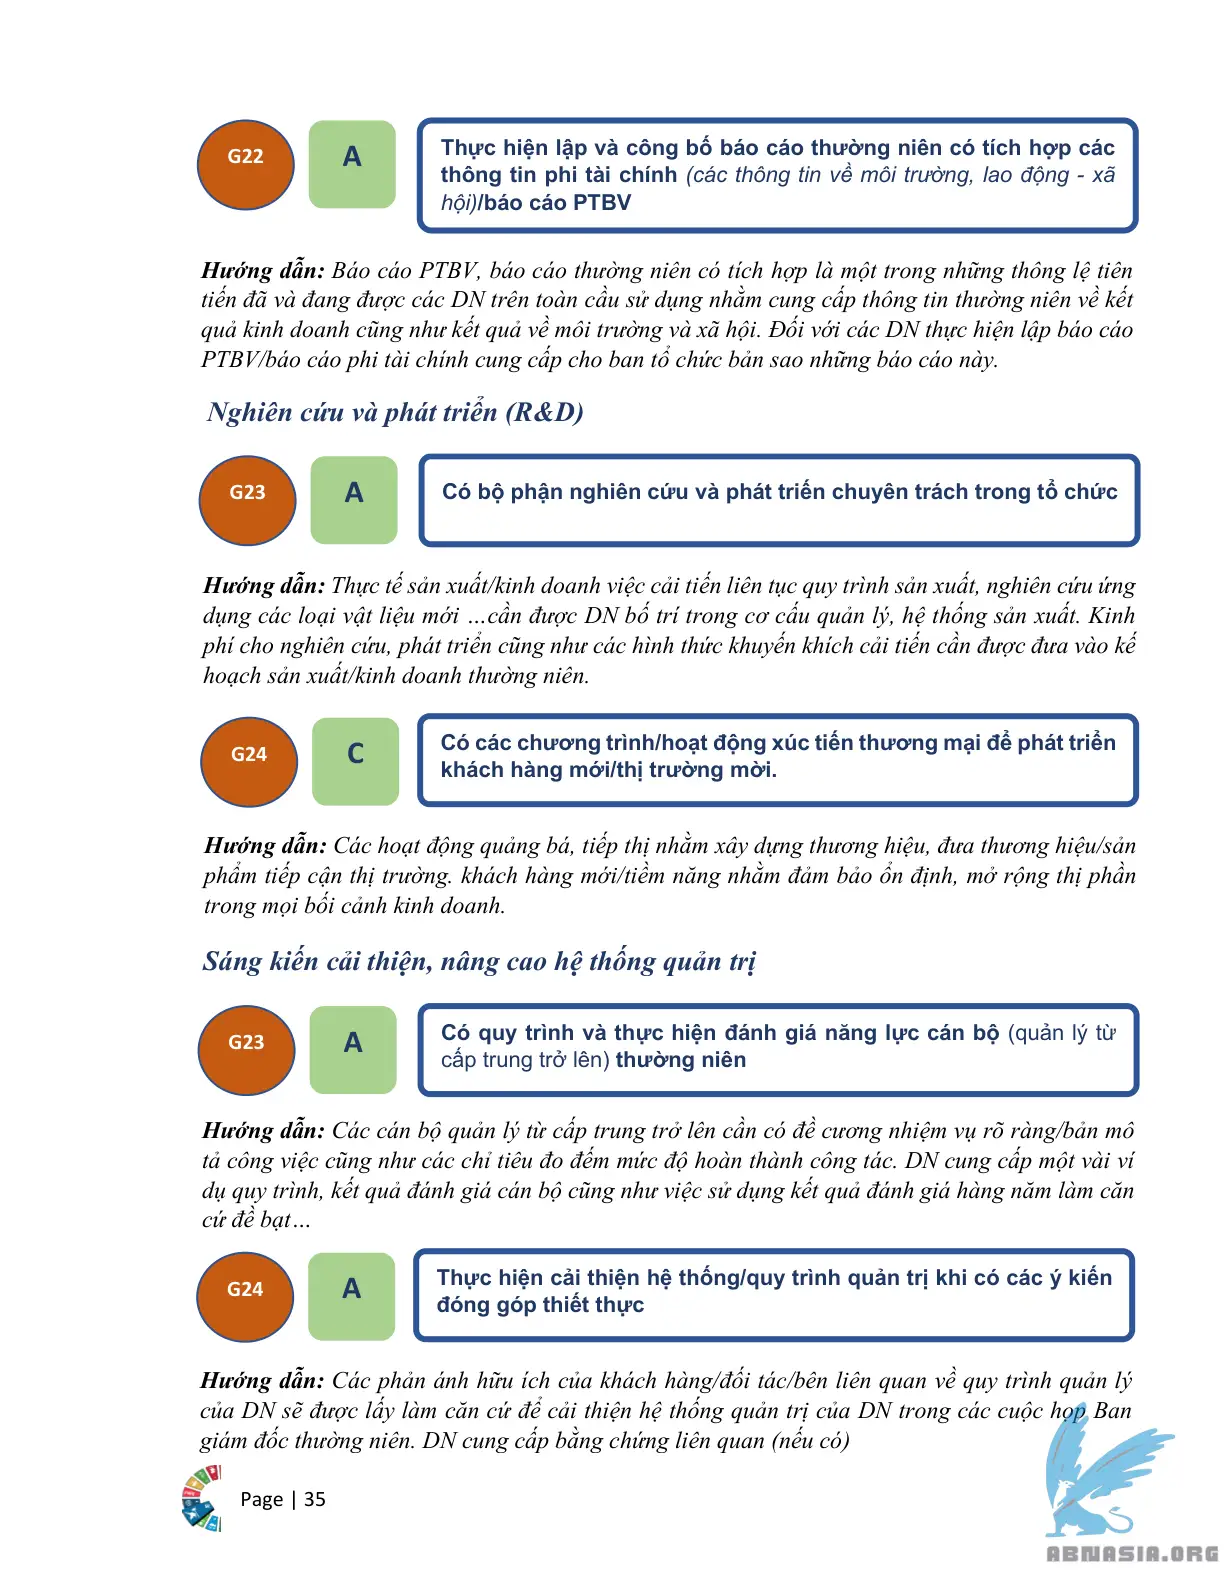 G22
A
Thực hiện lập và công bố báo cáo thường niên có tích hợp các
thông tin phi tài chính (các thông tin về môi trường, lao động - xã
hội)/báo cáo PTBV
Hướng dẫn: Báo cáo PTBV, báo cáo thường niên có tích hợp là một trong những thông lệ tiên
tiến đã và đang được các DN trên toàn cầu sử dụng nhằm cung cấp thông tin thường niên về kết
quả kinh doanh cũng như kết quả về môi trường và xã hội. Đối với các DN thực hiện lập báo cáo
PTBV/báo cáo phi tài chính cung cấp cho ban tổ chức bản sao những báo cáo này.
Nghiên cứu và phát triển (R&D)
G23
A
Có bộ phận nghiên cứu và phát triển chuyên trách trong tổ chức
Hướng dẫn: Thực tế sản xuất/kinh doanh việc cải tiến liên tục quy trình sản xuất, nghiên cứu ứng
dụng các loại vật liệu mới …cần được DN bố trí trong cơ cấu quản lý, hệ thống sản xuất. Kinh
phí cho nghiên cứu, phát triển cũng như các hình thức khuyến khích cải tiến cần được đưa vào kế
hoạch sản xuất/kinh doanh thường niên.
G24
C
Có các chương trình/hoạt động xúc tiến thương mại để phát triển
khách hàng mới/thị trường mời.
Hướng dẫn: Các hoạt động quảng bá, tiếp thị nhằm xây dựng thương hiệu, đưa thương hiệu/sản
phẩm tiếp cận thị trường. khách hàng mới/tiềm năng nhằm đảm bảo ổn định, mở rộng thị phần
trong mọi bối cảnh kinh doanh.
Sáng kiến cải thiện, nâng cao hệ thống quản trị
G23
A
Có quy trình và thực hiện đánh giá năng lực cán bộ (quản lý từ
cấp trung trở lên) thường niên
Hướng dẫn: Các cán bộ quản lý từ cấp trung trở lên cần có đề cương nhiệm vụ rõ ràng/bản mô
tả công việc cũng như các chỉ tiêu đo đếm mức độ hoàn thành công tác. DN cung cấp một vài ví
dụ quy trình, kết quả đánh giá cán bộ cũng như việc sử dụng kết quả đánh giá hàng năm làm căn
cứ đề bạt…
G24
A
Thực hiện cải thiện hệ thống/quy trình quản trị khi có các ý kiến
đóng góp thiết thực
Hướng dẫn: Các phản ánh hữu ích của khách hàng/đối tác/bên liên quan về quy trình quản lý
của DN sẽ được lấy làm căn cứ để cải thiện hệ thống quản trị của DN trong các cuộc họp Ban
giám đốc thường niên. DN cung cấp bằng chứng liên quan (nếu có)
Page | 35
ABNASIA.ORG